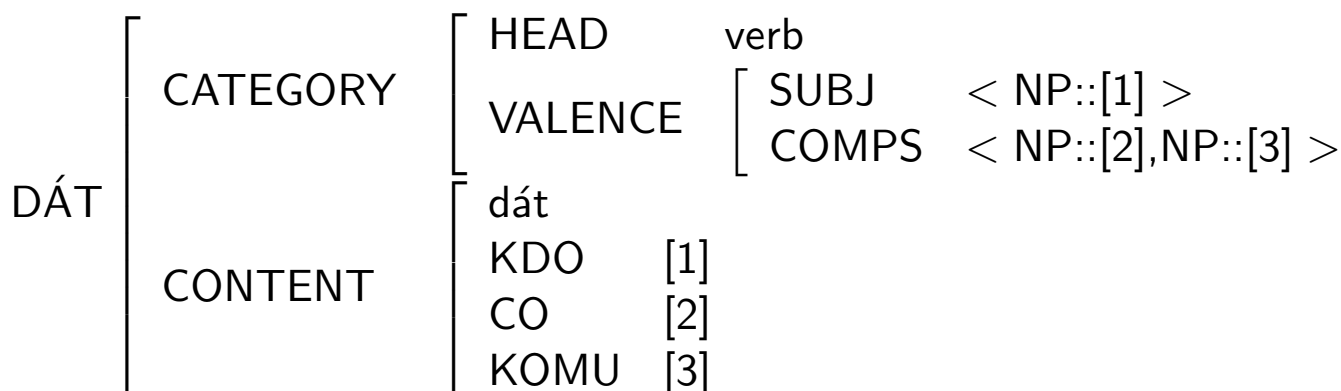 HEAD verb
CATEGORY
SUBJ < NP::[1] >
VALENCE
COMPS < NP::[2],NP::[3] >
DÁT
dát
KDO [1]
CONTENT
CO [2]
KOMU [3]